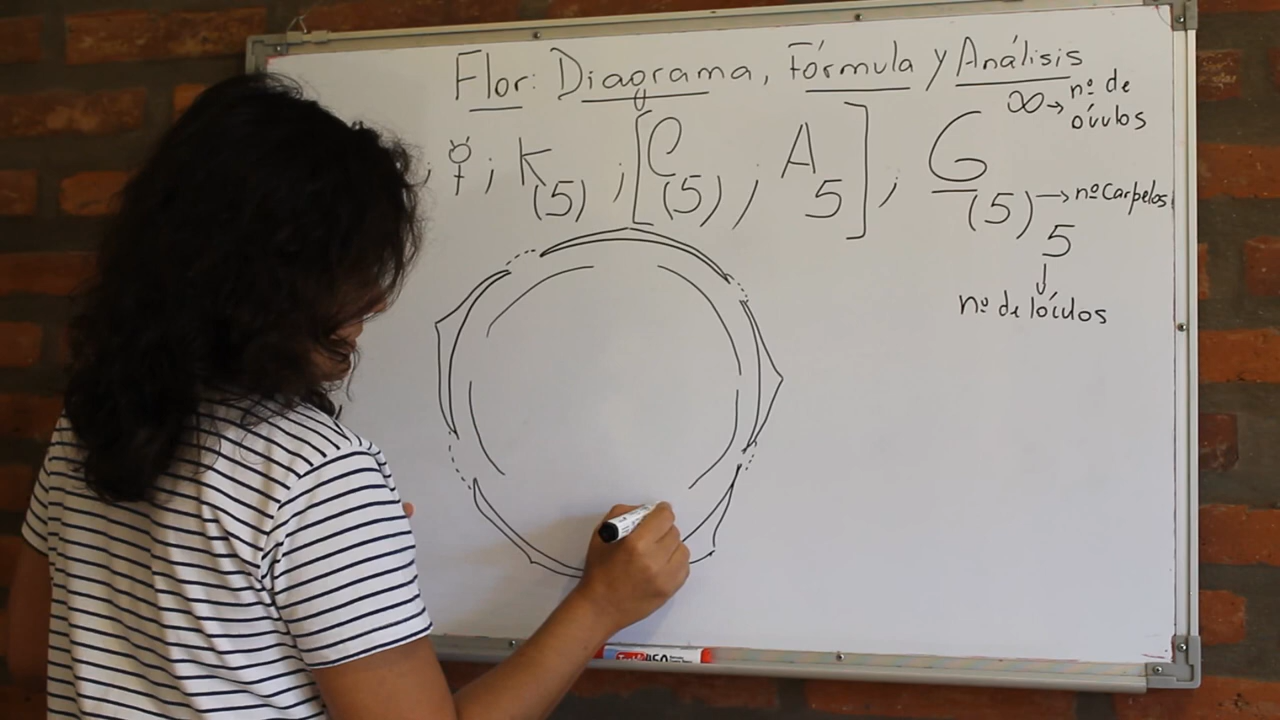 Flor: Diagrama, Fórmula y Análisis
; ☿ ; K(5) ; [C(5) , A5] ; G(5)5
∞ → nº de óvulos
→ nº carpelos
↓
nº de lóculos